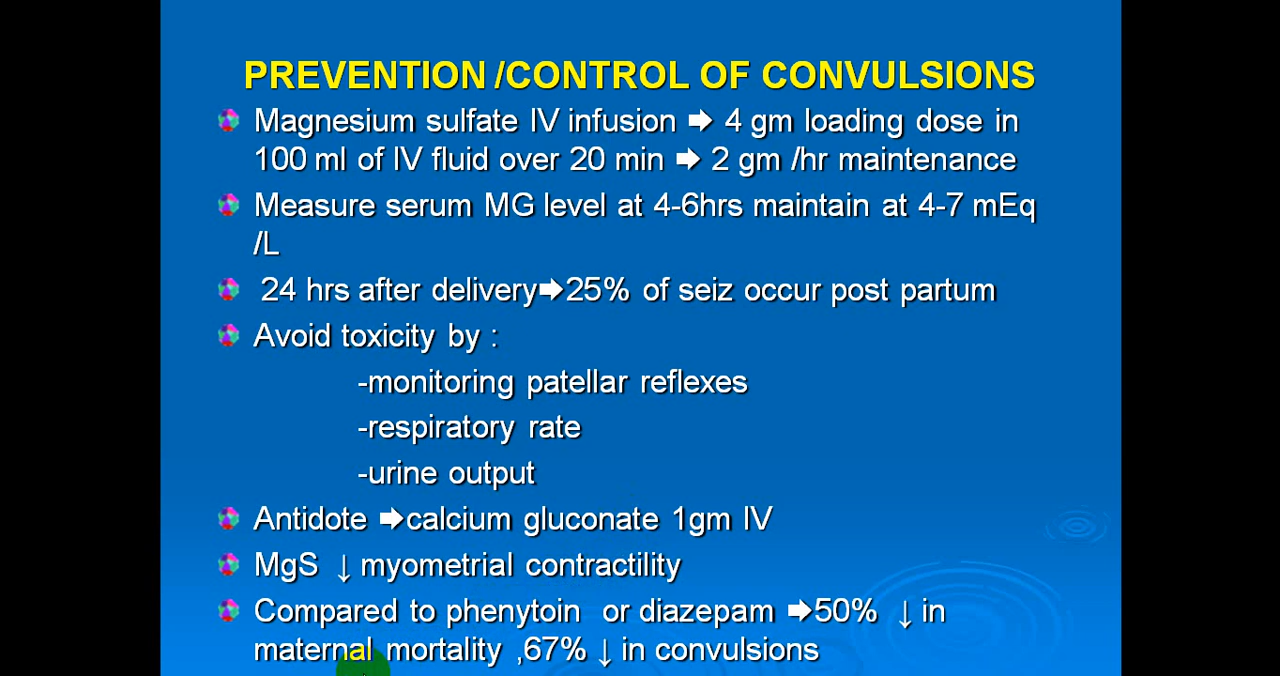 PREVENTION /CONTROL OF CONVULSIONS
Magnesium sulfate IV infusion ➡ 4 gm loading dose in
100 ml of IV fluid over 20 min ➡ 2 gm /hr maintenance
Measure serum MG level at 4-6hrs maintain at 4-7 mEq
/L
24 hrs after delivery➡25% of seiz occur post partum
Avoid toxicity by :
-monitoring patellar reflexes
-respiratory rate
-urine output
Antidote ➡calcium gluconate 1gm IV
MgS ↓ myometrial contractility
Compared to phenytoin or diazepam ➡50% ↓ in
maternal mortality ,67% ↓ in convulsions